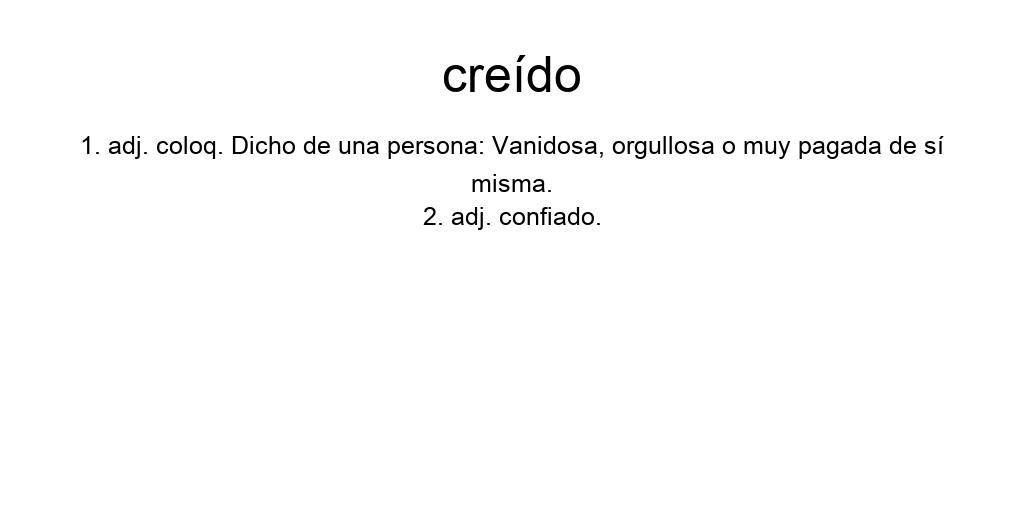 creído
1. adj. coloq. Dicho de una persona: Vanidosa, orgullosa o muy pagada de sí
misma.
2. adj. confiado.